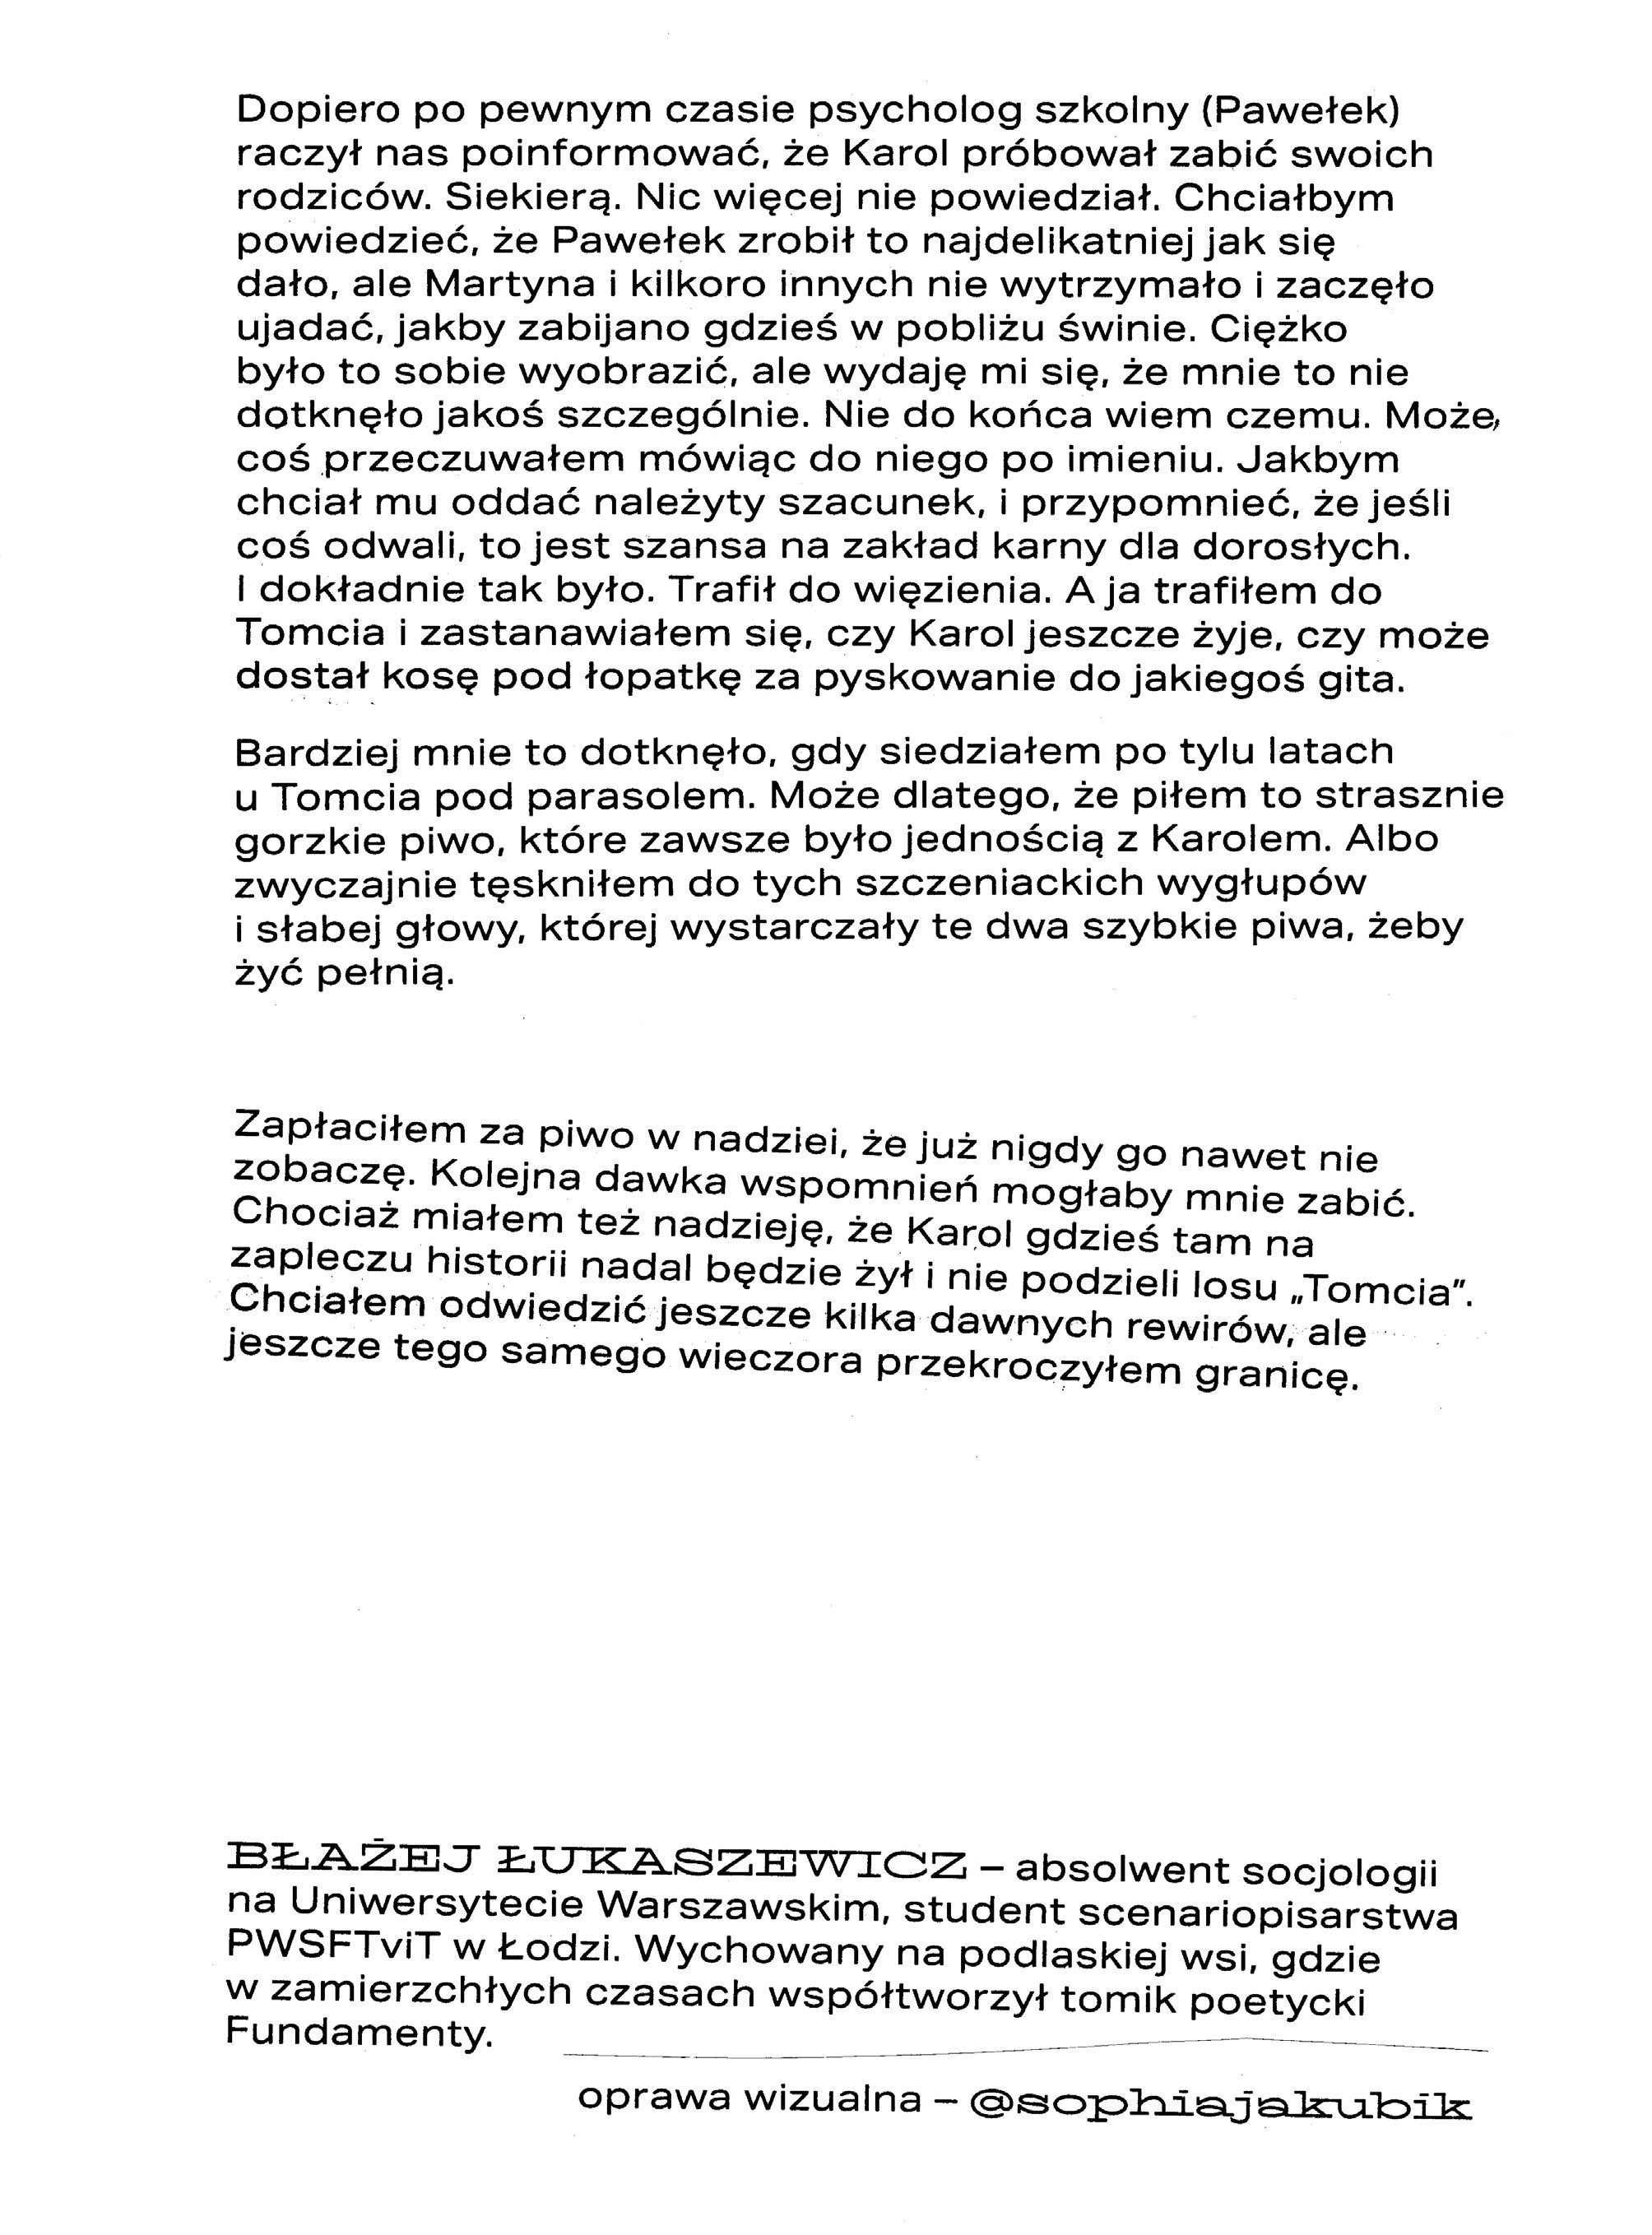 Dopiero po pewnym czasie psycholog szkolny (Pawełek)
raczył nas poinformować, że Karol próbował zabić swoich
rodziców. Siekierą. Nic więcej nie powiedział. Chciałbym
powiedzieć, że Pawełek zrobił to najdelikatniej jak się
dało, ale Martyna i kilkoro innych nie wytrzymało i zaczęło
ujadać, jakby zabijano gdzieś w pobliżu świnie. Ciężko
było to sobie wyobrazić, ale wydaję mi się, że mnie to nie
dotknęło jakoś szczególnie. Nie do końca wiem czemu. Może,
coś przeczuwałem mówiąc do niego po imieniu. Jakbym
chciał mu oddać należyty szacunek, i przypomnieć, że jeśli
coś odwali, to jest szansa na zakład karny dla dorosłych.
I dokładnie tak było. Trafił do więzienia. A ja trafiłem do
Tomcia i zastanawiałem się, czy Karol jeszcze żyje, czy może
dostał kosę pod łopatkę za pyskowanie do jakiegoś gita.
Bardziej mnie to dotknęło, gdy siedziałem po tylu latach
u Tomcia pod parasolem. Może dlatego, że piłem to strasznie
gorzkie piwo, które zawsze było jednością z Karolem. Albo
zwyczajnie tęskniłem do tych szczeniackich wygłupów
i słabej głowy, której wystarczały te dwa szybkie piwa, żeby
żyć pełnią.
Zapłaciłem za piwo w nadziei, że już nigdy go nawet nie
zobaczę. Kolejna dawka wspomnień mogłaby mnie zabić.
Chociaż miałem też nadzieję, że Karol gdzieś tam na
zapleczu historii nadal będzie żył i nie podzieli losu „Tomcia”.
Chciałem odwiedzić jeszcze kilka dawnych rewirów, ale
jeszcze tego samego wieczora przekroczyłem granicę.
BŁAŻEJ ŁUKASZEWICZ – absolwent socjologii
na Uniwersytecie Warszawskim, student scenariopisarstwa
PWSFTviT w Łodzi. Wychowany na podlaskiej wsi, gdzie
w zamierzchłych czasach współtworzył tomik poetycki
Fundamenty.
oprawa wizualna – @sophiajakubik